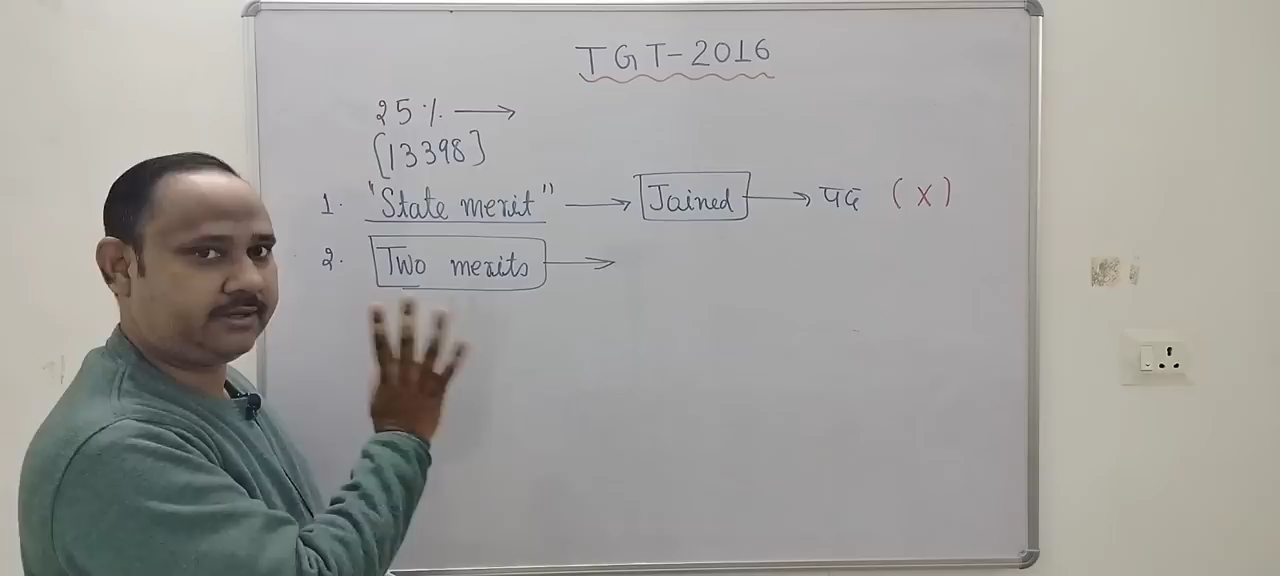 TGT-2016
25% →
[13398]
1. "State merit" → Jained → पद (X)
2. Two merits →